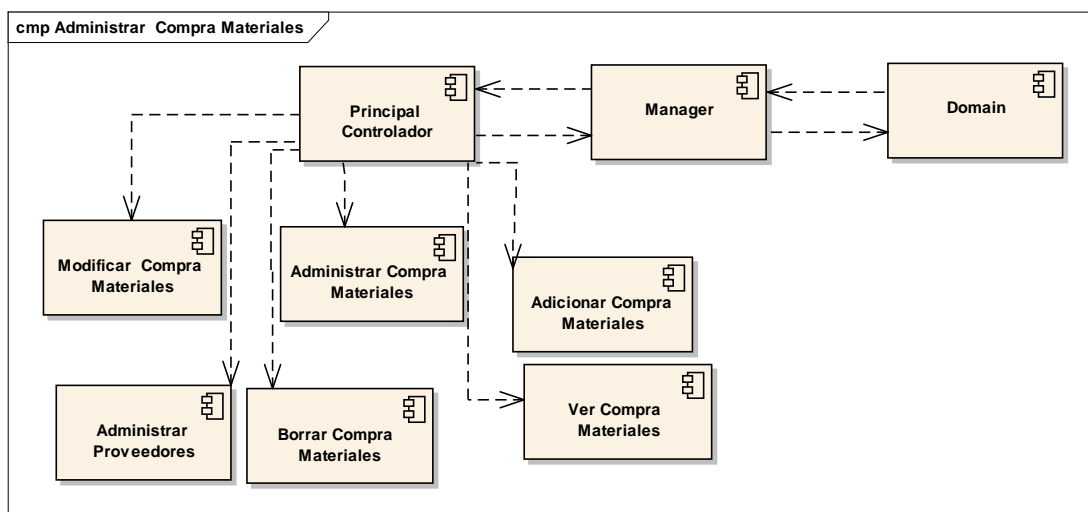 cmp Administrar  Compra Materiales
Principal
Controlador
Manager
Domain
Modificar  Compra
Materiales
Administrar Compra
Materiales
Adicionar Compra
Materiales
Administrar
Proveedores
Borrar Compra
Materiales
Ver Compra
Materiales